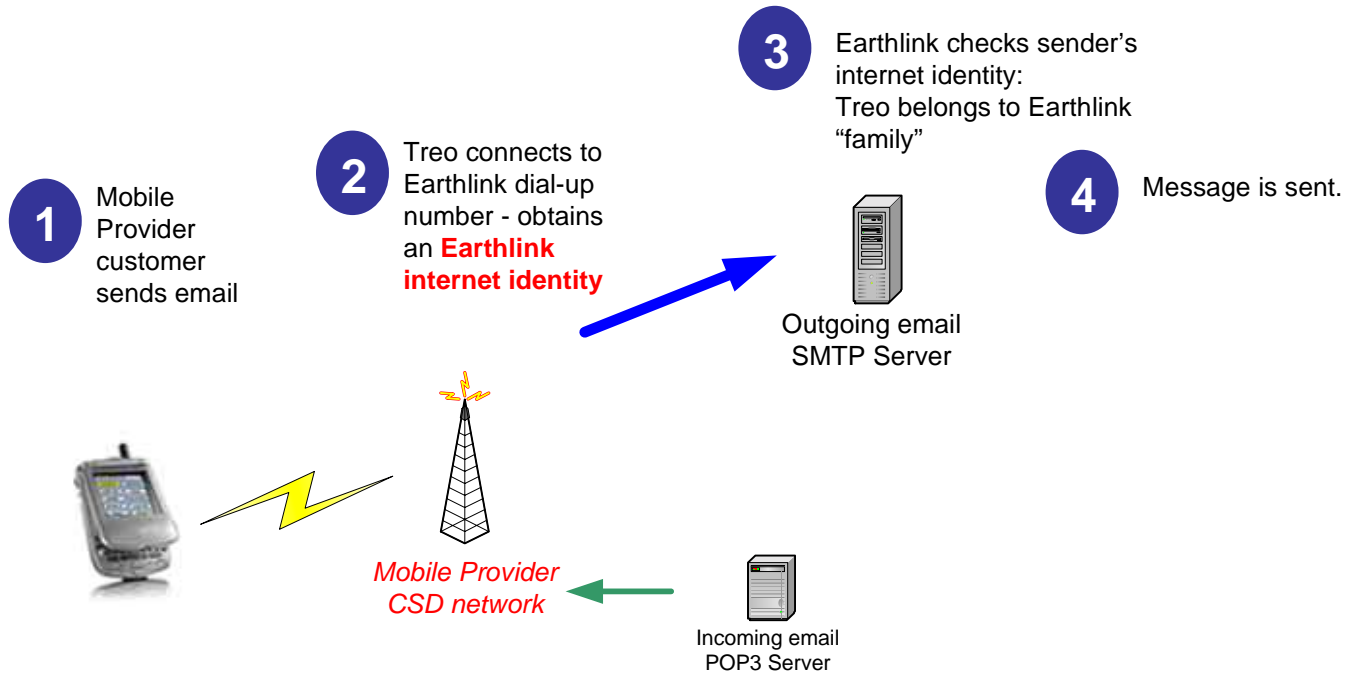 1
Mobile
Provider
customer
sends email
2
Treo connects to
Earthlink dial-up
number - obtains
an Earthlink
internet identity
3
Earthlink checks sender’s
internet identity:
Treo belongs to Earthlink
“family”
4
Message is sent.
Outgoing email
SMTP Server
Mobile Provider
CSD network
Incoming email
POP3 Server